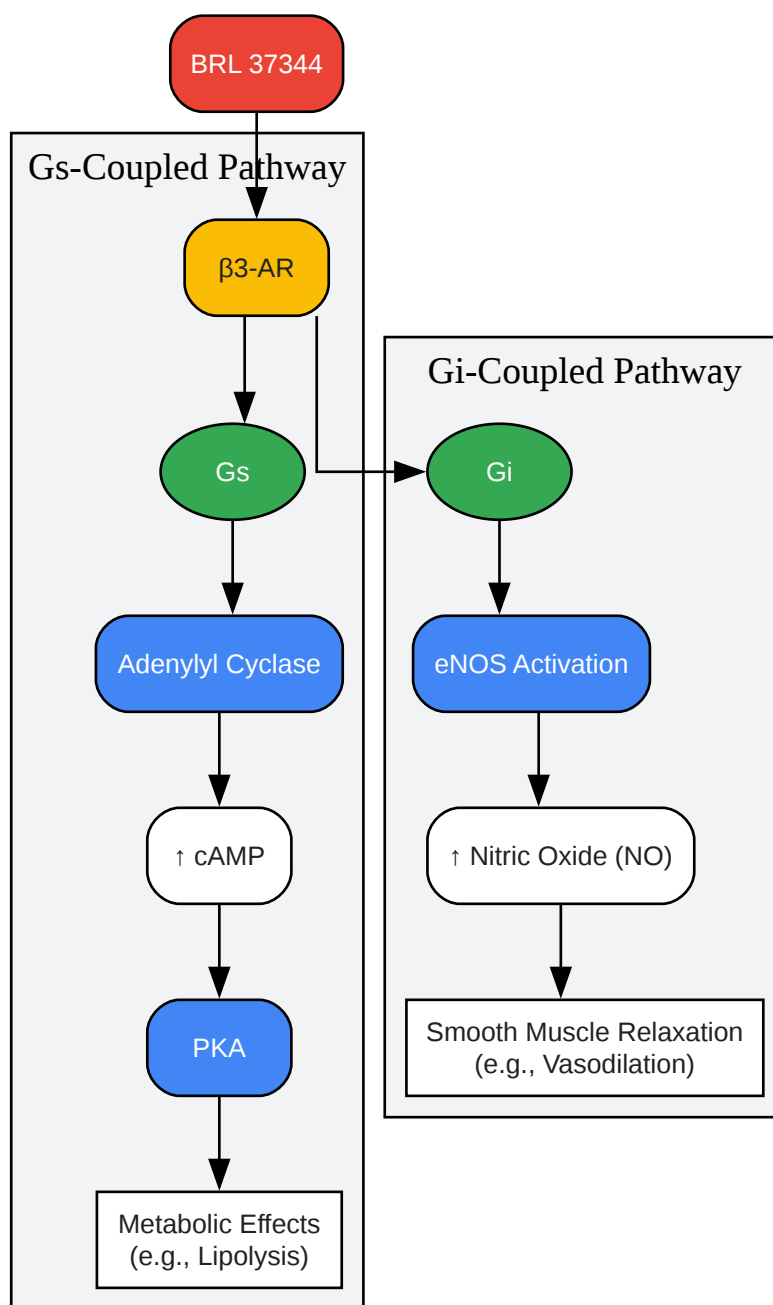 BRL 37344
Gs-Coupled Pathway
β3-AR
Gs
Adenylyl Cyclase
↑ cAMP
PKA
Metabolic Effects
(e.g., Lipolysis)
Gi-Coupled Pathway
Gi
eNOS Activation
↑ Nitric Oxide (NO)
Smooth Muscle Relaxation
(e.g., Vasodilation)